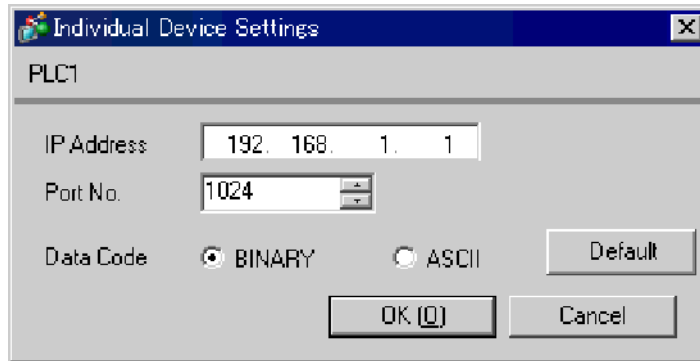 Individual Device Settings
PLC1
IP Address 192. 168. 1. 1
Port No. 1024
Data Code BINARY ASCII Default
OK (O) Cancel